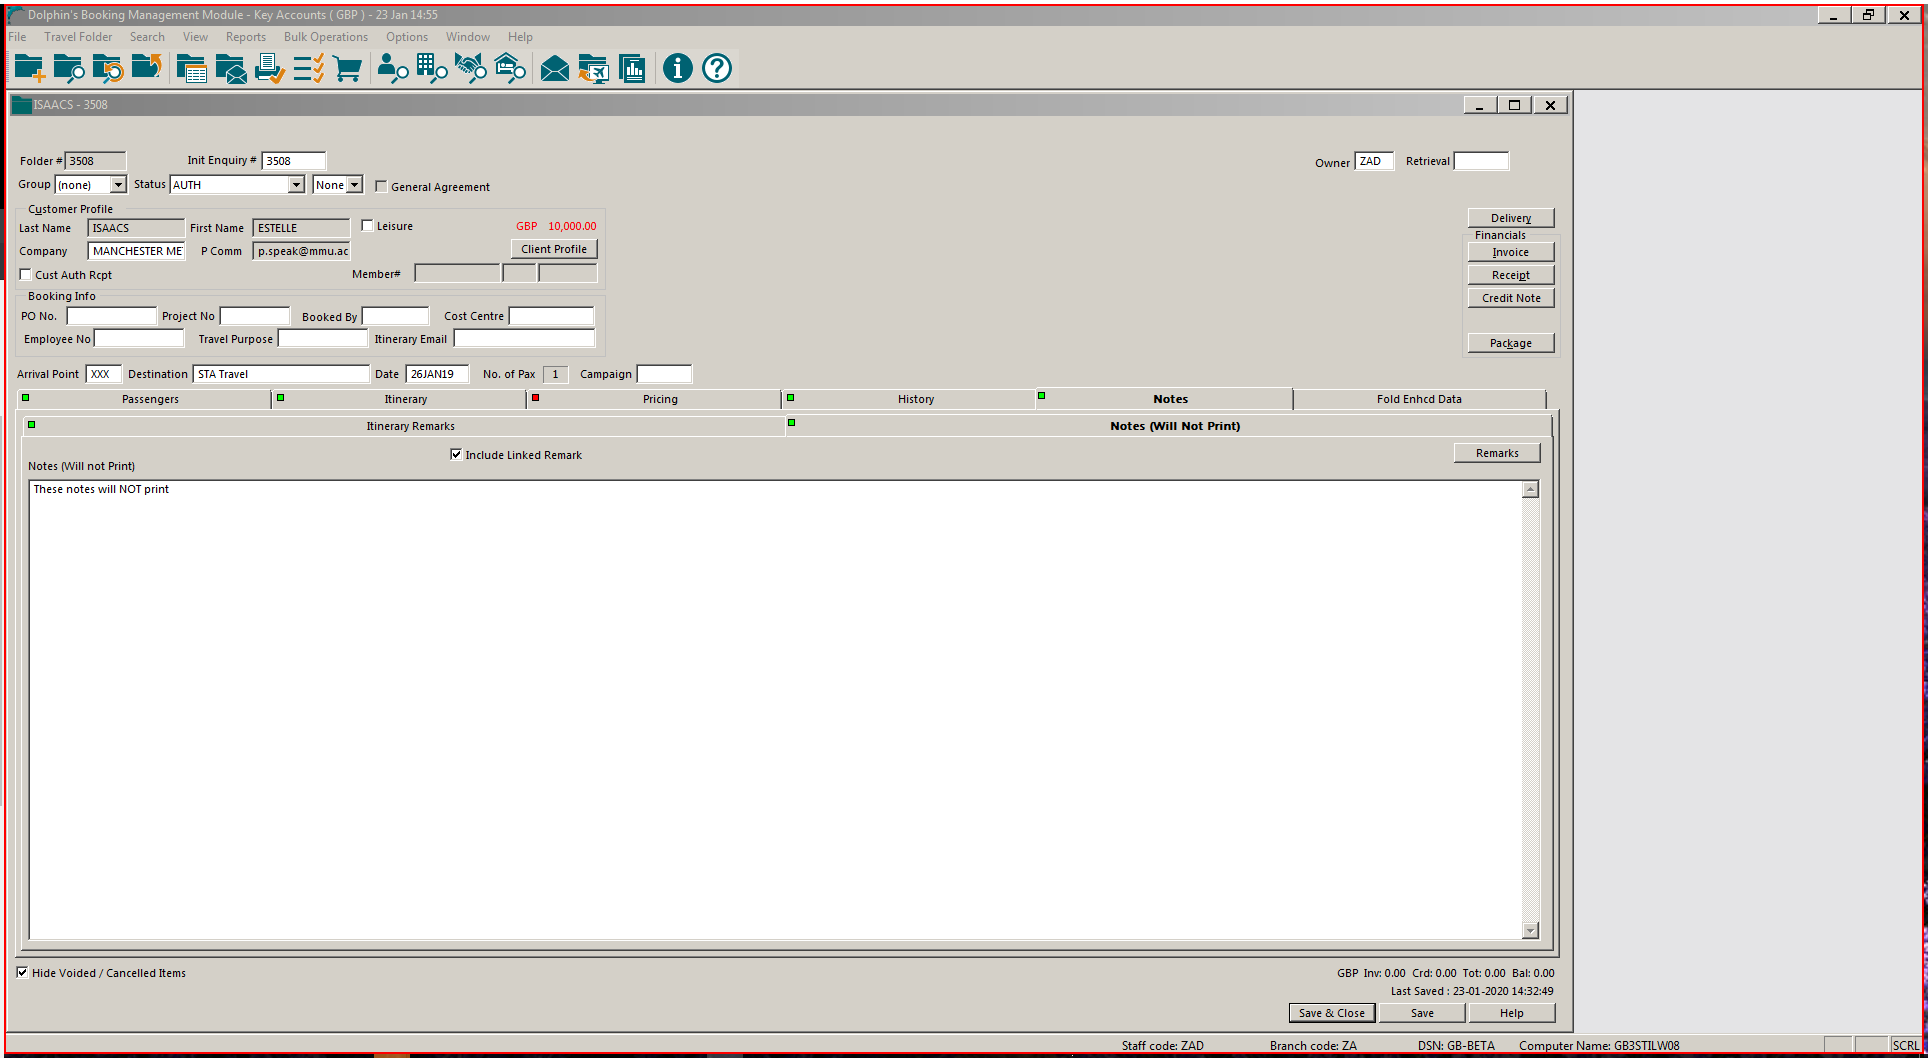 Dolphin's Booking Management Module - Key Accounts ( GBP ) - 23 Jan 14:55
File Travel Folder Search View Reports Bulk Operations Options Window Help
ISAACS - 3508
Folder # 3508 Init Enquiry # 3508 Owner ZAD Retrieval
Group (none) Status AUTH None General Agreement
Customer Profile Delivery
Last Name ISAACS First Name ESTELLE Leisure GBP 10,000.00 Financials
Company MANCHESTER ME P Comm p.speak@mmu.ac Client Profile Invoice
Cust Auth Rcpt Member# Receipt
Booking Info Credit Note
PO No. Project No Booked By Cost Centre
Employee No Travel Purpose Itinerary Email Package
Arrival Point XXX Destination STA Travel Date 26JAN19 No. of Pax 1 Campaign
Passengers Itinerary Pricing History Notes Fold Enhcd Data
Itinerary Remarks Notes (Will Not Print)
Include Linked Remark Remarks
Notes (Will not Print)
These notes will NOT print
Hide Voided / Cancelled Items GBP Inv: 0.00 Crd: 0.00 Tot: 0.00 Bal: 0.00
Last Saved : 23-01-2020 14:32:49
Save & Close Save Help
Staff code: ZAD Branch code: ZA DSN: GB-BETA Computer Name: GB3STILW08 SCRL